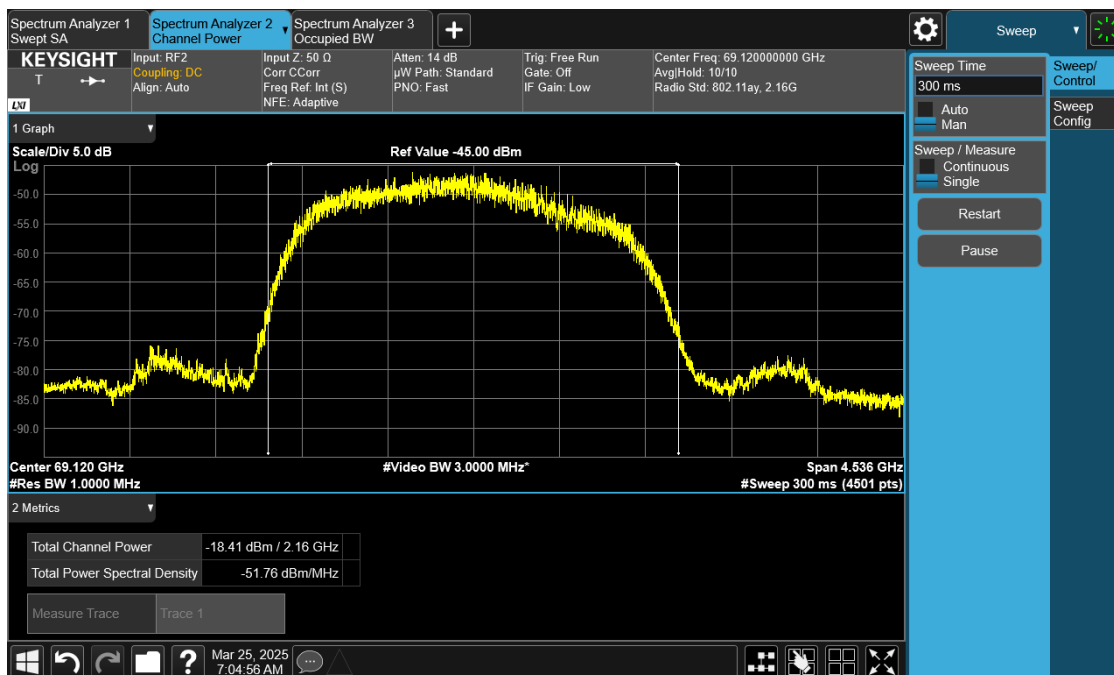 Spectrum Analyzer 1
Swept SA
Spectrum Analyzer 2
Channel Power
Spectrum Analyzer 3
Occupied BW
+
Sweep
KEYSIGHT
T
LXI
Input: RF2
Coupling: DC
Align: Auto
Input Z: 50 Ω
Corr CCorr
Freq Ref: Int (S)
NFE: Adaptive
Atten: 14 dB
µW Path: Standard
PNO: Fast
Trig: Free Run
Gate: Off
IF Gain: Low
Center Freq: 69.120000000 GHz
Avg|Hold: 10/10
Radio Std: 802.11ay, 2.16G
Sweep Time
300 ms
Auto
Man
Sweep / Measure
Continuous
Single
Restart
Pause
Sweep/
Control
Sweep
Config
1 Graph
Scale/Div 5.0 dB
Ref Value -45.00 dBm
Log
-50.0
-55.0
-60.0
-65.0
-70.0
-75.0
-80.0
-85.0
-90.0
Center 69.120 GHz
#Video BW 3.0000 MHz*
Span 4.536 GHz
#Res BW 1.0000 MHz
#Sweep 300 ms (4501 pts)
2 Metrics
Total Channel Power
-18.41 dBm / 2.16 GHz
Total Power Spectral Density
-51.76 dBm/MHz
Measure Trace
Trace 1
?
Mar 25, 2025
7:04:56 AM